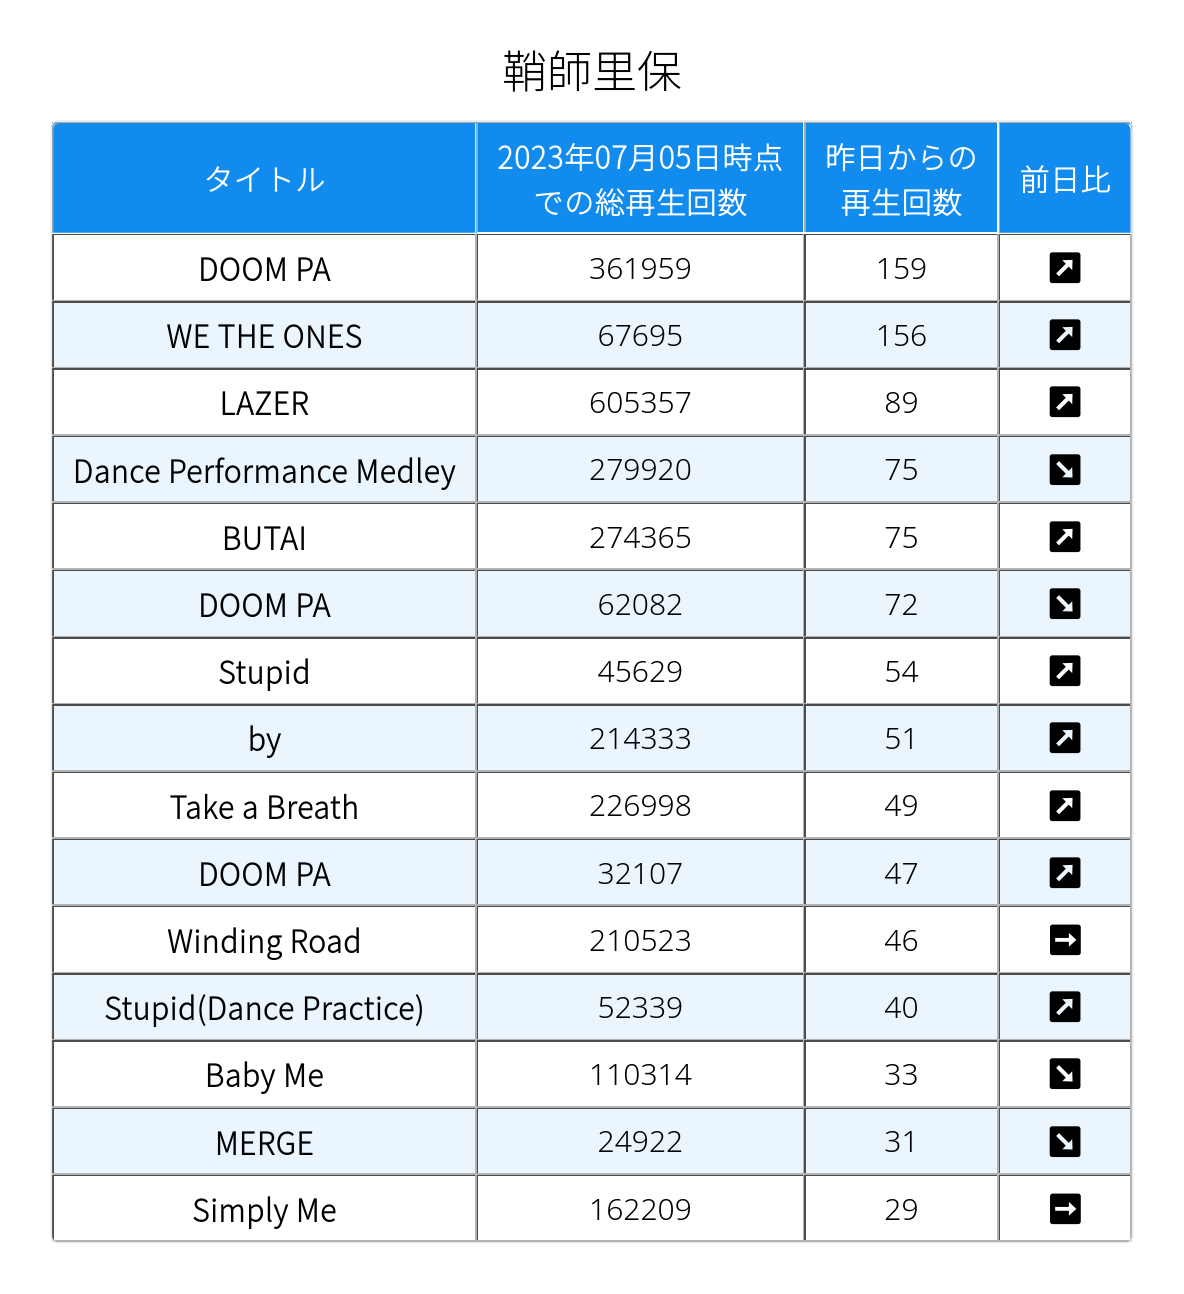 鞘師里保
タイトル 2023年07月05日時点での総再生回数 昨日からの再生回数 前日比
DOOM PA 361959 159 ↗
WE THE ONES 67695 156 ↗
LAZER 605357 89 ↗
Dance Performance Medley 279920 75 ↘
BUTAI 274365 75 ↗
DOOM PA 62082 72 ↘
Stupid 45629 54 ↗
by 214333 51 ↗
Take a Breath 226998 49 ↗
DOOM PA 32107 47 ↗
Winding Road 210523 46 →
Stupid(Dance Practice) 52339 40 ↗
Baby Me 110314 33 ↘
MERGE 24922 31 ↘
Simply Me 162209 29 →